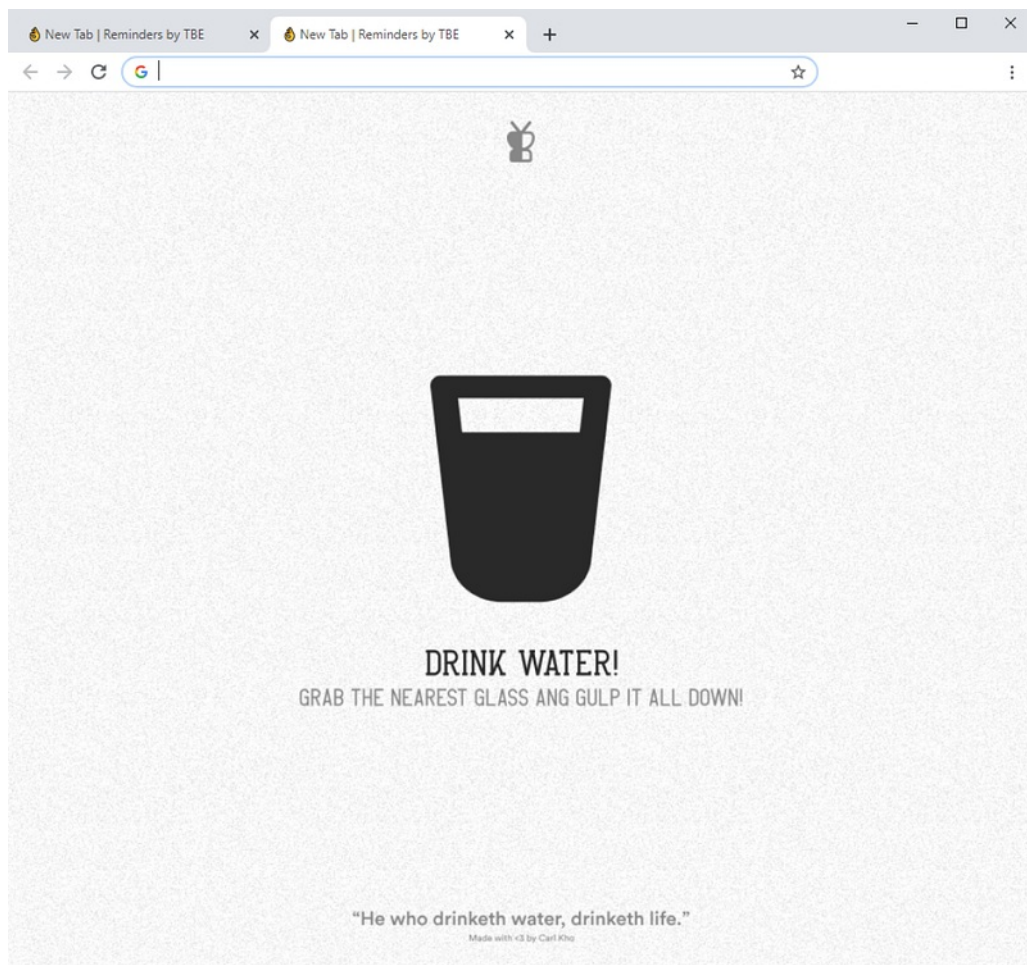 New Tab | Reminders by TBE
New Tab | Reminders by TBE
DRINK WATER!
GRAB THE NEAREST GLASS ANG GULP IT ALL DOWN!
“He who drinketh water, drinketh life.”
Made with <3 by Carl Kho